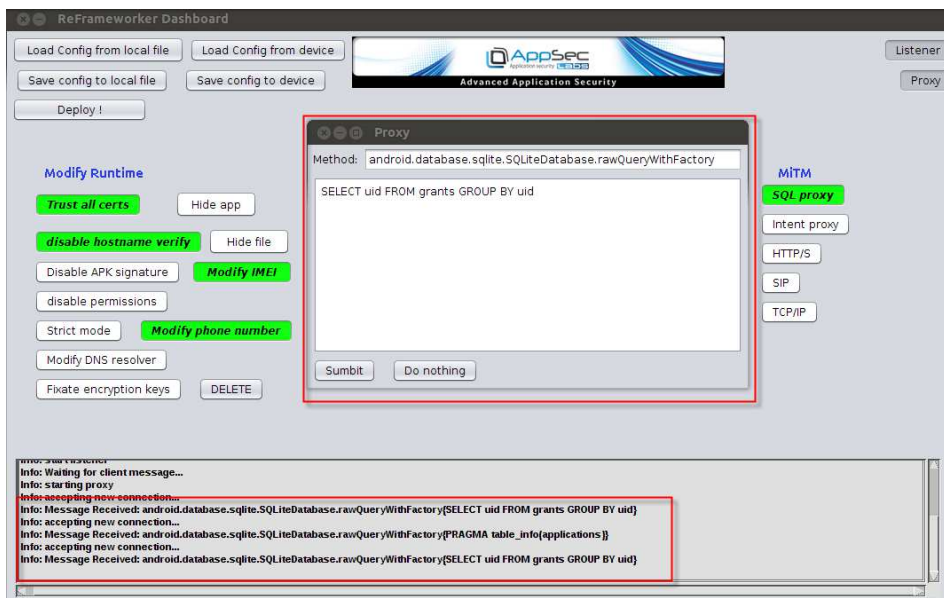 ReFrameworker Dashboard
Load Config from local file
Load Config from device
AppSec
Application security LABS
Advanced Application Security
Listener
Save config to local file
Save config to device
Proxy
Deploy !
Proxy
Method: android.database.sqlite.SQLiteDatabase.rawQueryWithFactory
SELECT uid FROM grants GROUP BY uid
Sumbit
Do nothing
Modify Runtime
Trust all certs
Hide app
disable hostname verify
Hide file
Disable APK signature
Modify IMEI
disable permissions
Strict mode
Modify phone number
Modify DNS resolver
Fixate encryption keys
DELETE
MiTM
SQL proxy
Intent proxy
HTTP/S
SIP
TCP/IP
Info: start listener
Info: Waiting for client message...
Info: starting proxy
Info: accepting new connection...
Info: Message Received: android.database.sqlite.SQLiteDatabase.rawQueryWithFactory{SELECT uid FROM grants GROUP BY uid}
Info: accepting new connection...
Info: Message Received: android.database.sqlite.SQLiteDatabase.rawQueryWithFactory{PRAGMA table_info{applications}}
Info: accepting new connection...
Info: Message Received: android.database.sqlite.SQLiteDatabase.rawQueryWithFactory{SELECT uid FROM grants GROUP BY uid}